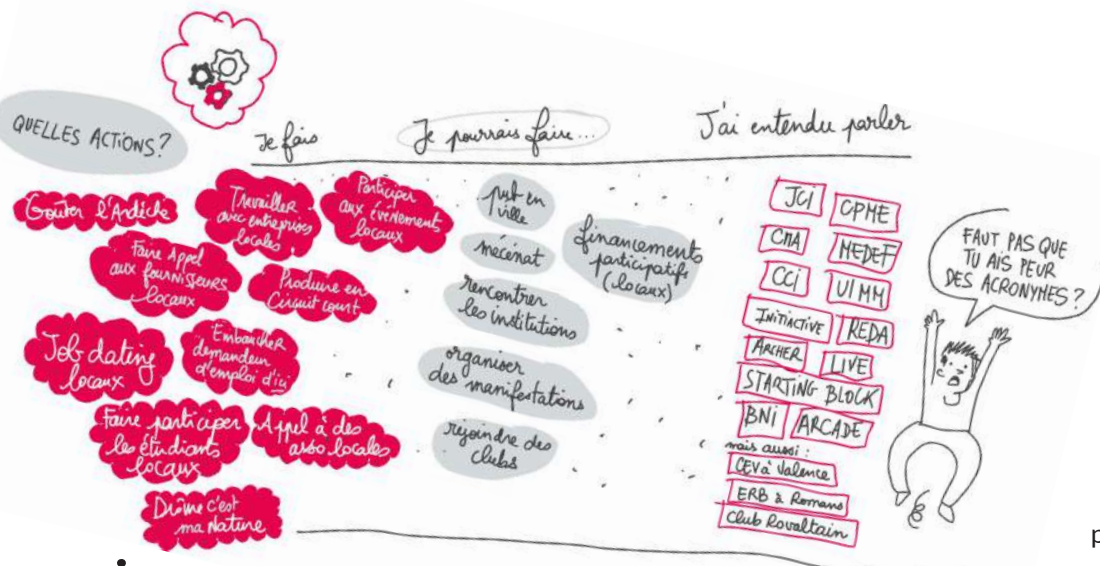 QUELLES ACTIONS?
Je fais
Goûter l'Ardèche
Travailler
avec entreprises
locales
Participer
aux événements
locaux
Faire Appel
aux fournisseurs
locaux
Produire en
Circuit court
Job dating
locaux
Embaucher
demandeur
d'emploi d'ici
Faire participer
les étudiants
locaux
Appel à des
asso locales
Drôme c'est
ma Nature
Je pourrais faire...
pub en
ville
mécénat
financements
participatifs
(locaux)
rencontrer
les institutions
organiser
des manifestations
rejoindre des
clubs
J'ai entendu parler
JCI
CPME
CMA
MEDEF
CCI
UIMM
INITIACTIVE
REDA
ARCHER
LIVE
STARTING BLOCK
BNI
ARCADE
mais aussi :
CEV à Valence
ERB à Romans
Club Rovaltain
FAUT PAS QUE
TU AIS PEUR
DES ACRONYMES?
p